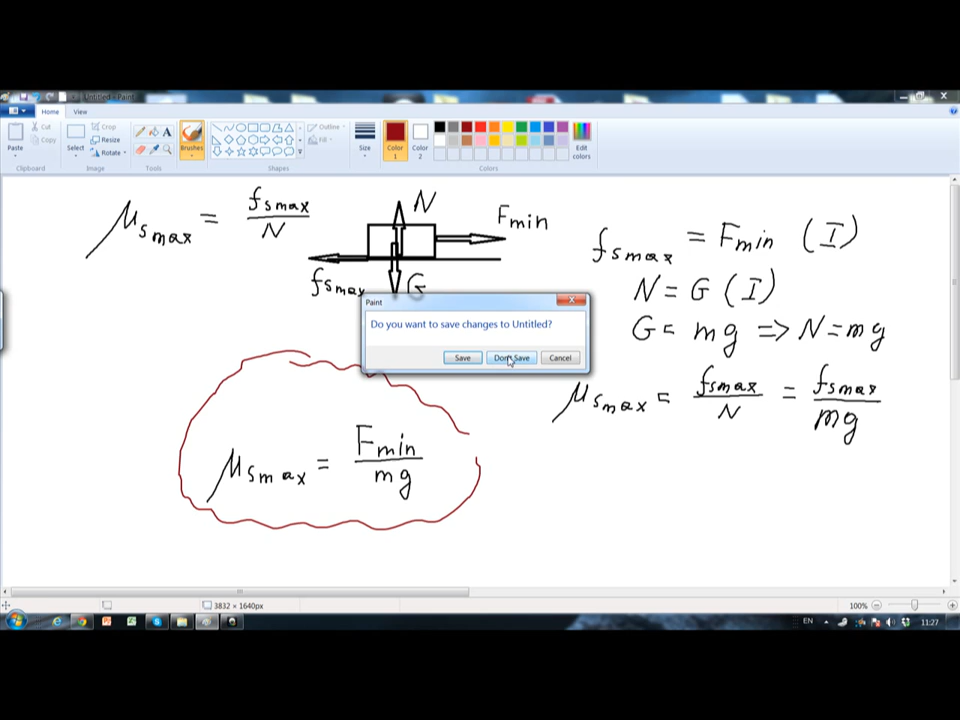 Untitled - Paint
Home View
Paste
Cut
Copy
Clipboard
Select
Crop
Resize
Rotate
Image
Tools
Brushes
Outline
Fill
Shapes
Size
Color 1
Color 2
Edit colors
Colors
μsmax = fsmax/N
N
Fmin
fsmax
G
fsmax = Fmin (I)
N = G (I)
G = mg => N = mg
μsmax = fsmax/N = fsmax/mg
Paint
Do you want to save changes to Untitled?
Save Don't Save Cancel
μsmax = Fmin/mg
3832 × 1640px
100%
EN
11:27